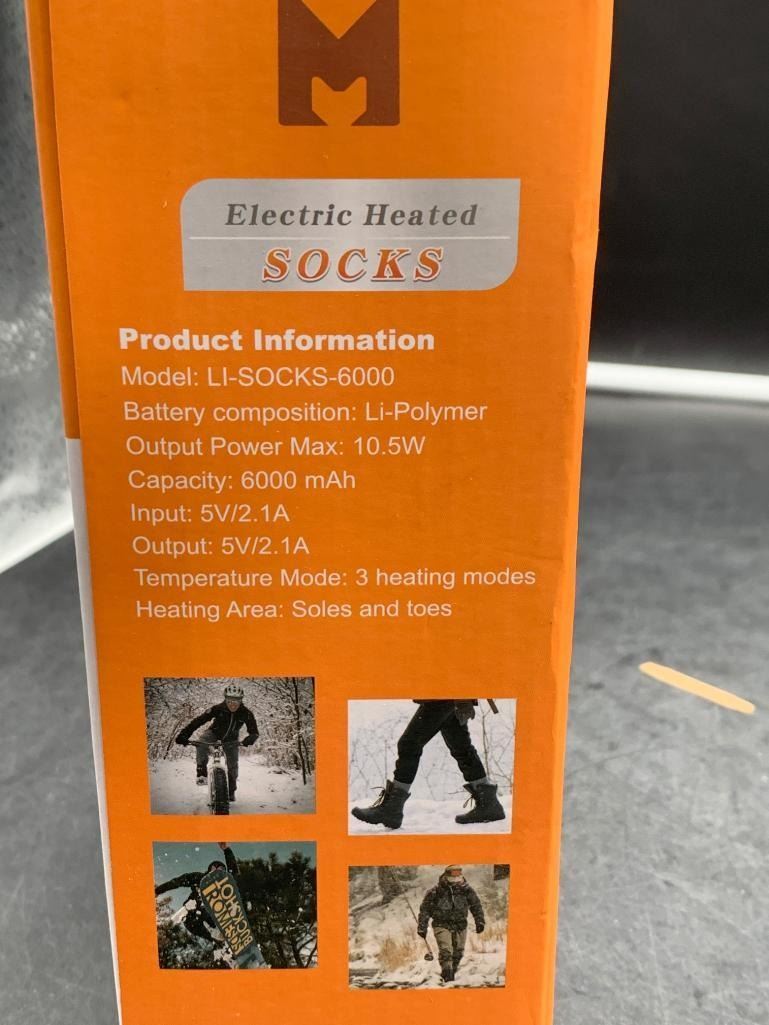 Electric Heated
SOCKS
Product Information
Model: LI-SOCKS-6000
Battery composition: Li-Polymer
Output Power Max: 10.5W
Capacity: 6000 mAh
Input: 5V/2.1A
Output: 5V/2.1A
Temperature Mode: 3 heating modes
Heating Area: Soles and toes
BUCKSHOT